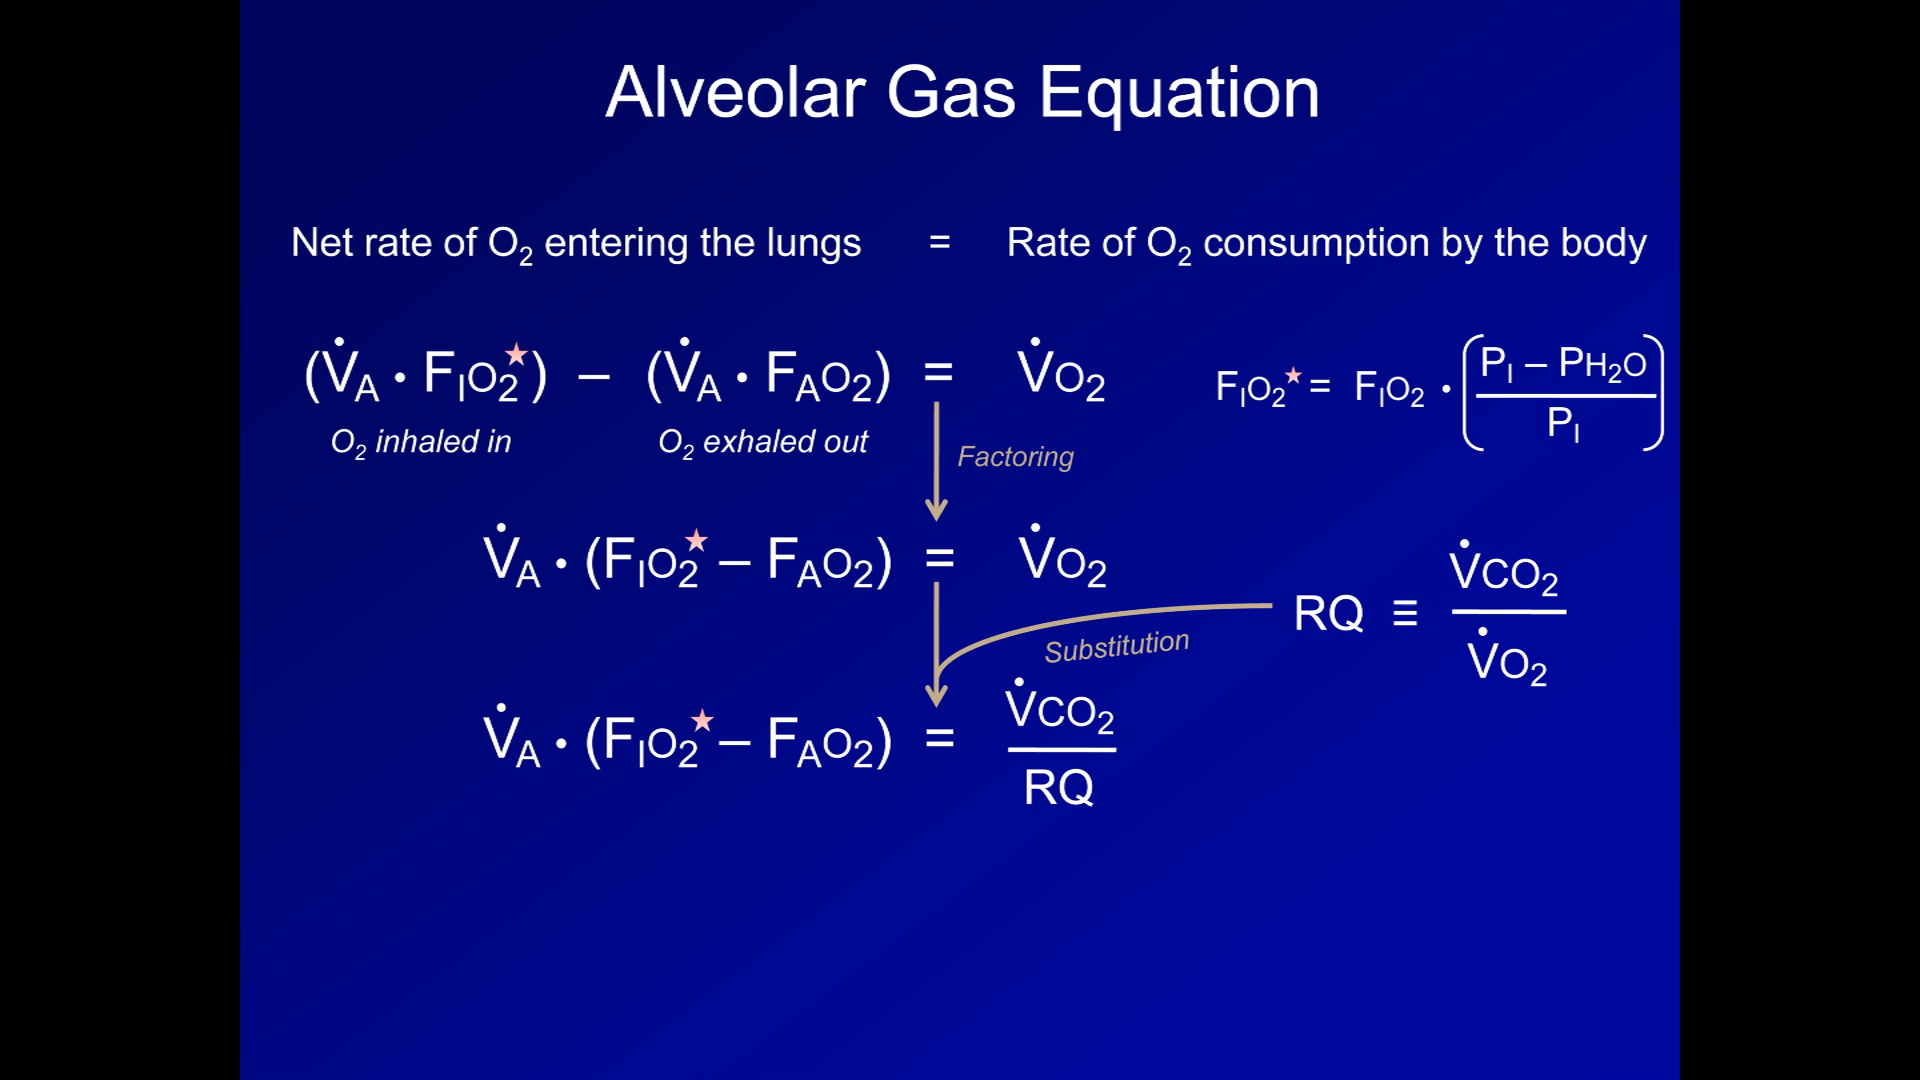 Alveolar Gas Equation
Net rate of O₂ entering the lungs = Rate of O₂ consumption by the body
(V̇A • FIO₂★) – (V̇A • FAO₂) = V̇O₂
FIO₂★ = FIO₂ • (PI – PH₂O / PI)
O₂ inhaled in
O₂ exhaled out
Factoring
V̇A • (FIO₂★ – FAO₂) = V̇O₂
RQ ≡ V̇CO₂ / V̇O₂
Substitution
V̇A • (FIO₂★ – FAO₂) = V̇CO₂ / RQ